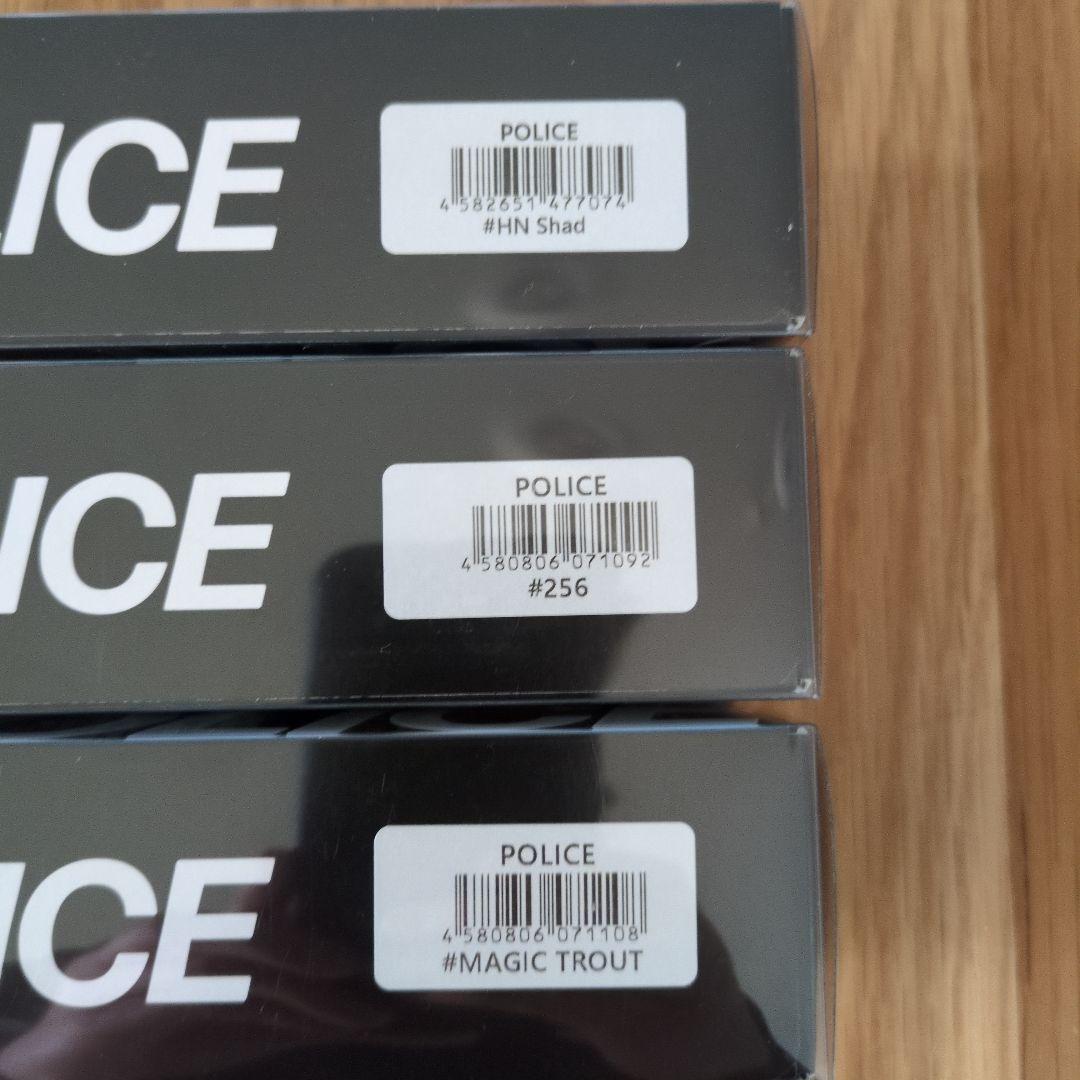 LICE
POLICE
4 582651 477074
#HN Shad
ICE
POLICE
4 580806 071092
#256
ICE
POLICE
4 580806 071108
#MAGIC TROUT